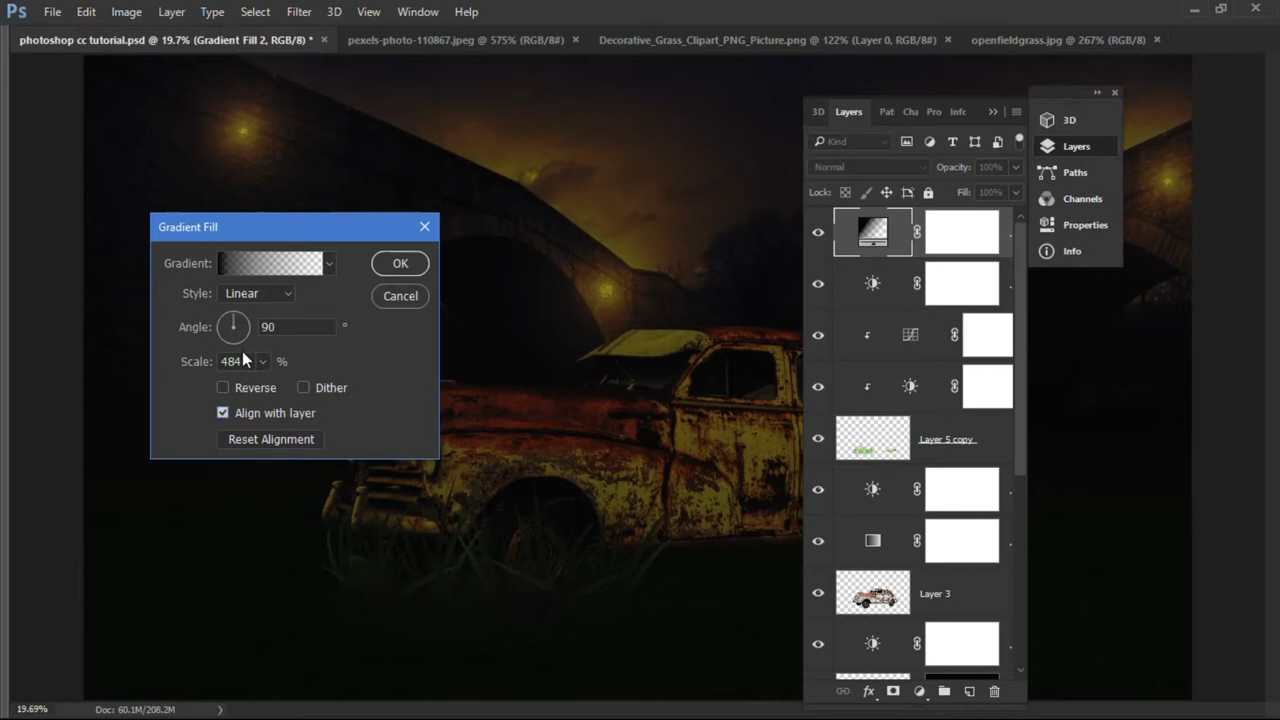 Ps File Edit Image Layer Type Select Filter 3D View Window Help
photoshop cc tutorial.psd @ 19.7% (Gradient Fill 2, RGB/8) * × pexels-photo-110867.jpeg @ 575% (RGB/8#) × Decorative_Grass_Clipart_PNG_Picture.png @ 122% (Layer 0, RGB/8#) × openfieldgrass.jpg @ 267% (RGB/8) ×
3D Layers Pat Cha Pro Info
3D
Kind
Layers
Normal Opacity: 100%
Paths
Lock: Fill: 100%
Channels
Properties
Info
Gradient Fill
Gradient: OK
Style: Linear Cancel
Angle: 90 °
Scale: 484 %
Reverse Dither
Align with layer
Reset Alignment
Layer 5 copy
Layer 3
fx
19.69% Doc: 60.1M/208.2M